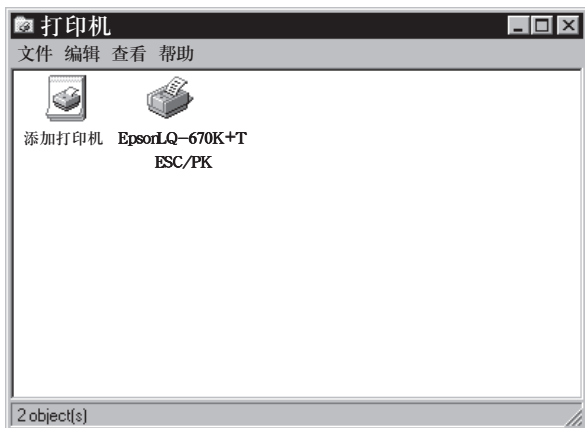 打印机
文件 编辑 查看 帮助
添加打印机 EpsonLQ-670K+T
ESC/PK
2 object(s)